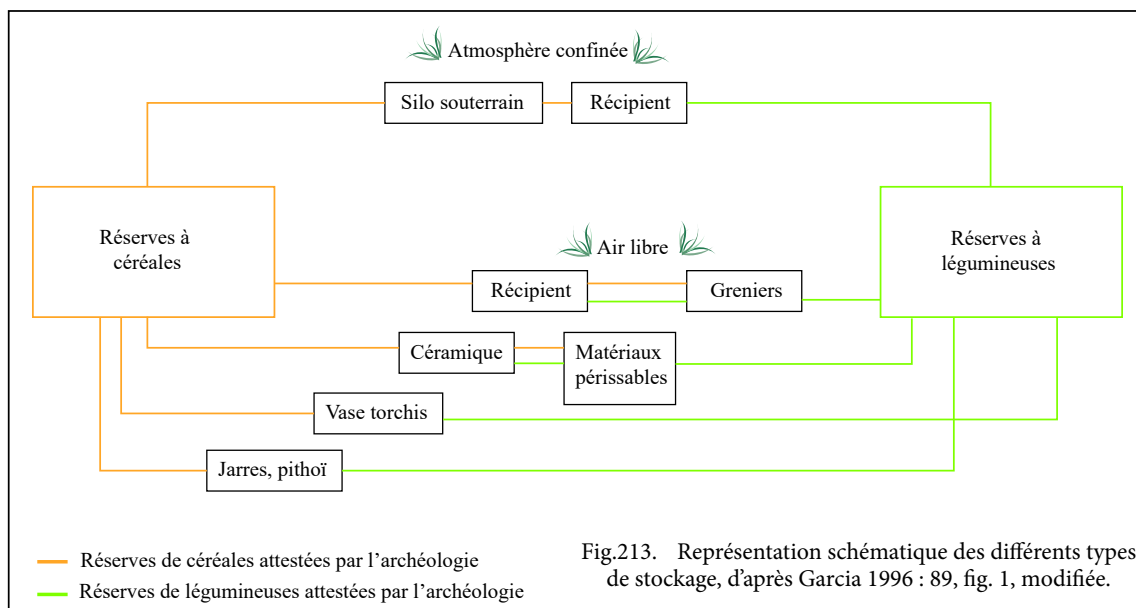 Atmosphère confinée
Silo souterrain
Récipient
Réserves à
céréales
Réserves à
légumineuses
Air libre
Récipient
Greniers
Céramique
Matériaux
périssables
Vase torchis
Jarres, pithoï
Réserves de céréales attestées par l'archéologie
Réserves de légumineuses attestées par l'archéologie
Fig.213. Représentation schématique des différents types
de stockage, d'après Garcia 1996 : 89, fig. 1, modifiée.